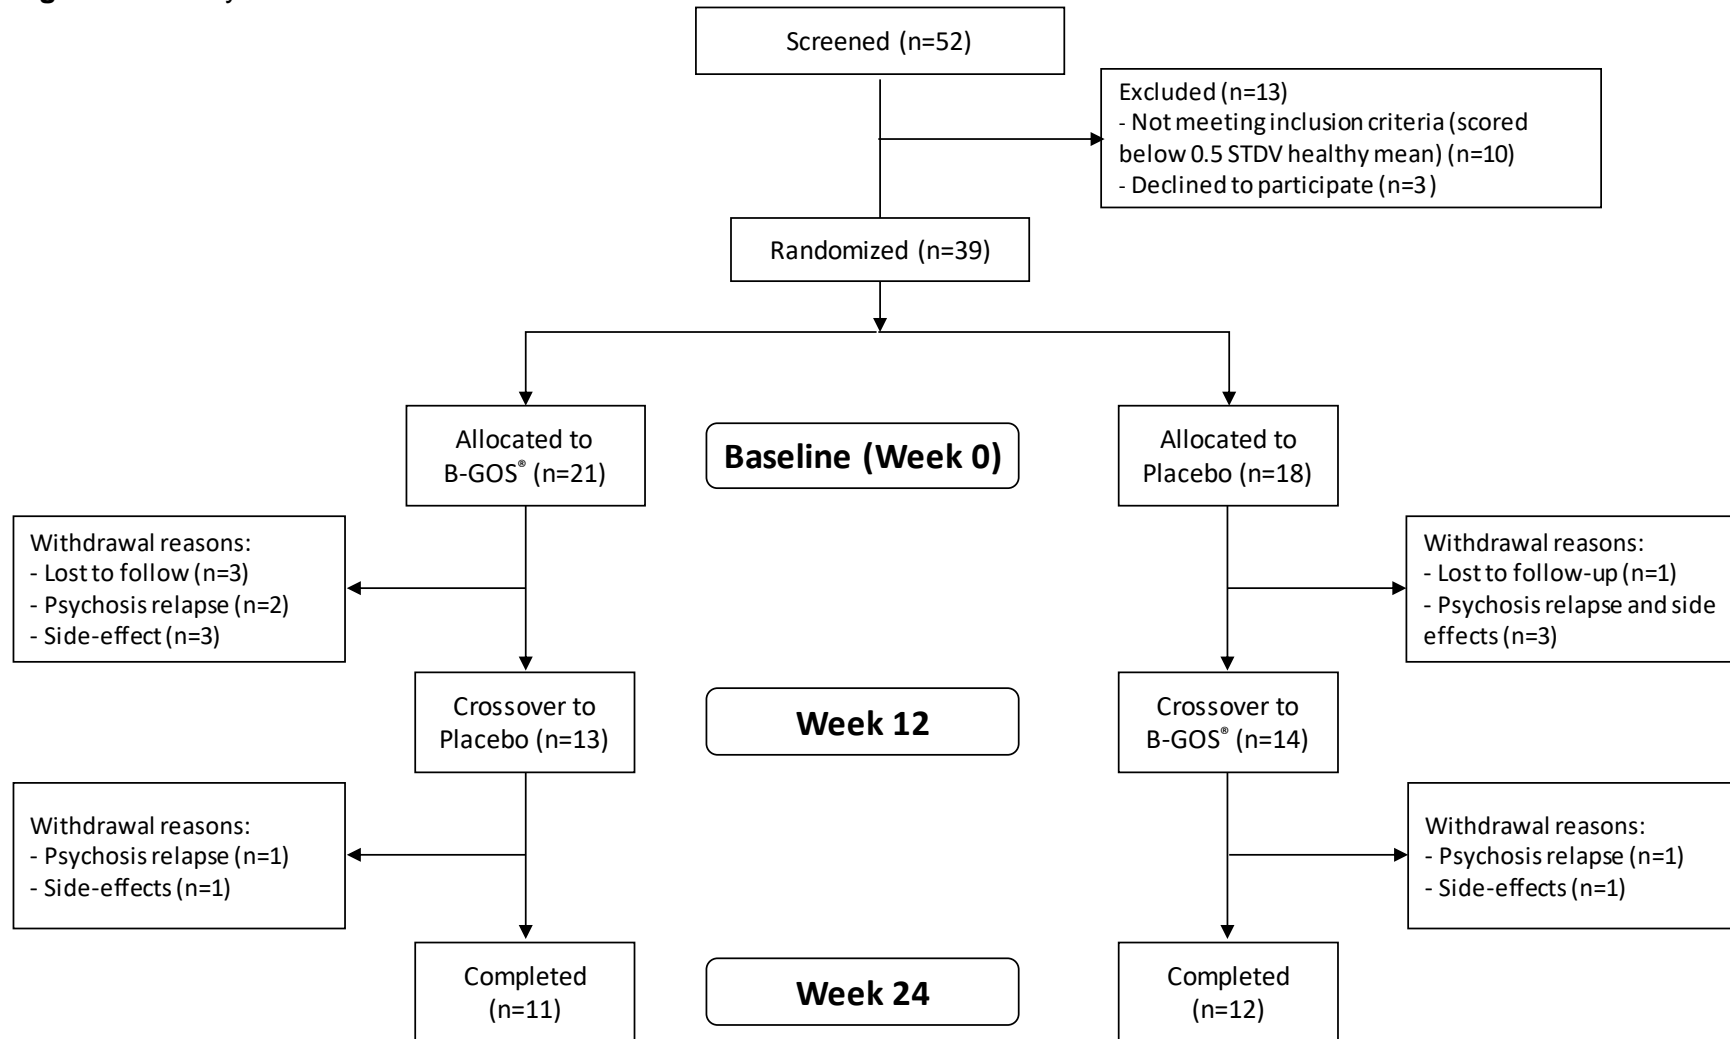 Screened (n=52)
Excluded (n=13)
- Not meeting inclusion criteria (scored
below 0.5 STDV healthy mean) (n=10)
- Declined to participate (n=3)
Randomized (n=39)
Allocated to
B-GOS® (n=21)
Baseline (Week 0)
Allocated to
Placebo (n=18)
Withdrawal reasons:
- Lost to follow (n=3)
- Psychosis relapse (n=2)
- Side-effect (n=3)
Withdrawal reasons:
- Lost to follow-up (n=1)
- Psychosis relapse and side
effects (n=3)
Crossover to
Placebo (n=13)
Week 12
Crossover to
B-GOS® (n=14)
Withdrawal reasons:
- Psychosis relapse (n=1)
- Side-effects (n=1)
Withdrawal reasons:
- Psychosis relapse (n=1)
- Side-effects (n=1)
Completed
(n=11)
Week 24
Completed
(n=12)